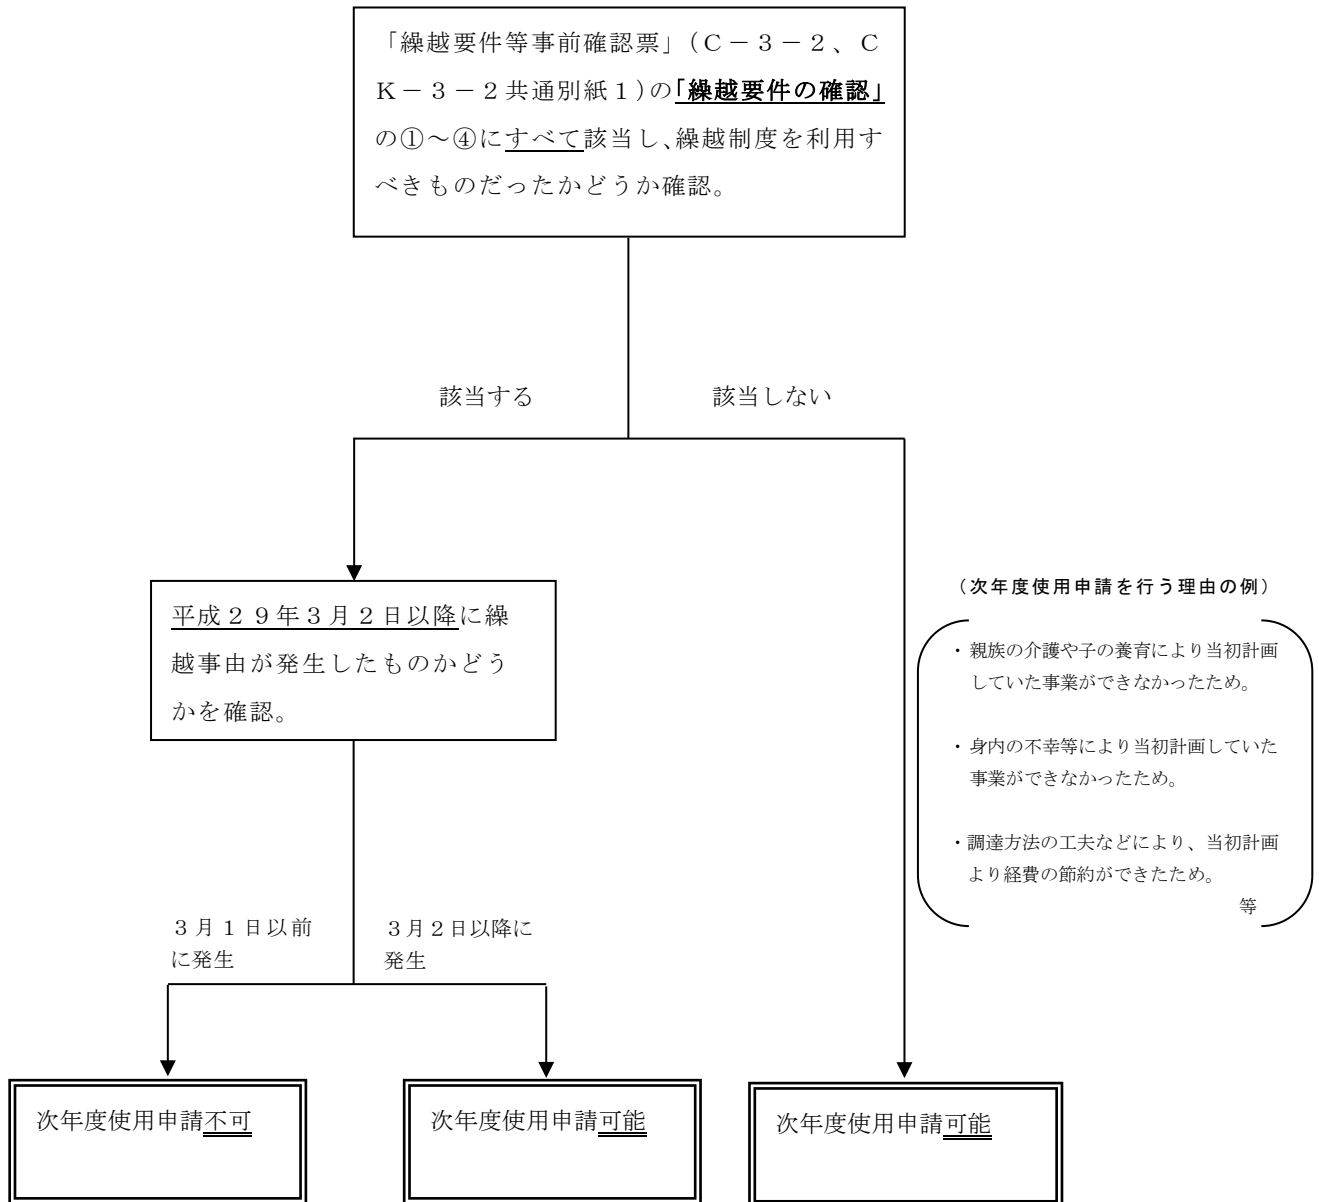 「繰越要件等事前確認票」（Ｃ－３－２、Ｃ
Ｋ－３－２共通別紙１）の「繰越要件の確認」
の①～④にすべて該当し、繰越制度を利用す
べきものだったかどうか確認。
該当する
該当しない
平成２９年３月２日以降に繰
越事由が発生したものかどう
かを確認。
（次年度使用申請を行う理由の例）
・親族の介護や子の養育により当初計画
していた事業ができなかったため。
・身内の不幸等により当初計画していた
事業ができなかったため。
・調達方法の工夫などにより、当初計画
より経費の節約ができたため。
等
３月１日以前
に発生
３月２日以降に
発生
次年度使用申請不可
次年度使用申請可能
次年度使用申請可能